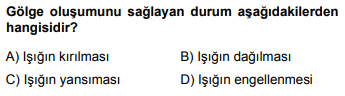 Gölge oluşumunu sağlayan durum aşağıdakilerden
hangisidir?
A) Işığın kırılması B) Işığın dağılması
C) Işığın yansıması D) Işığın engellenmesi